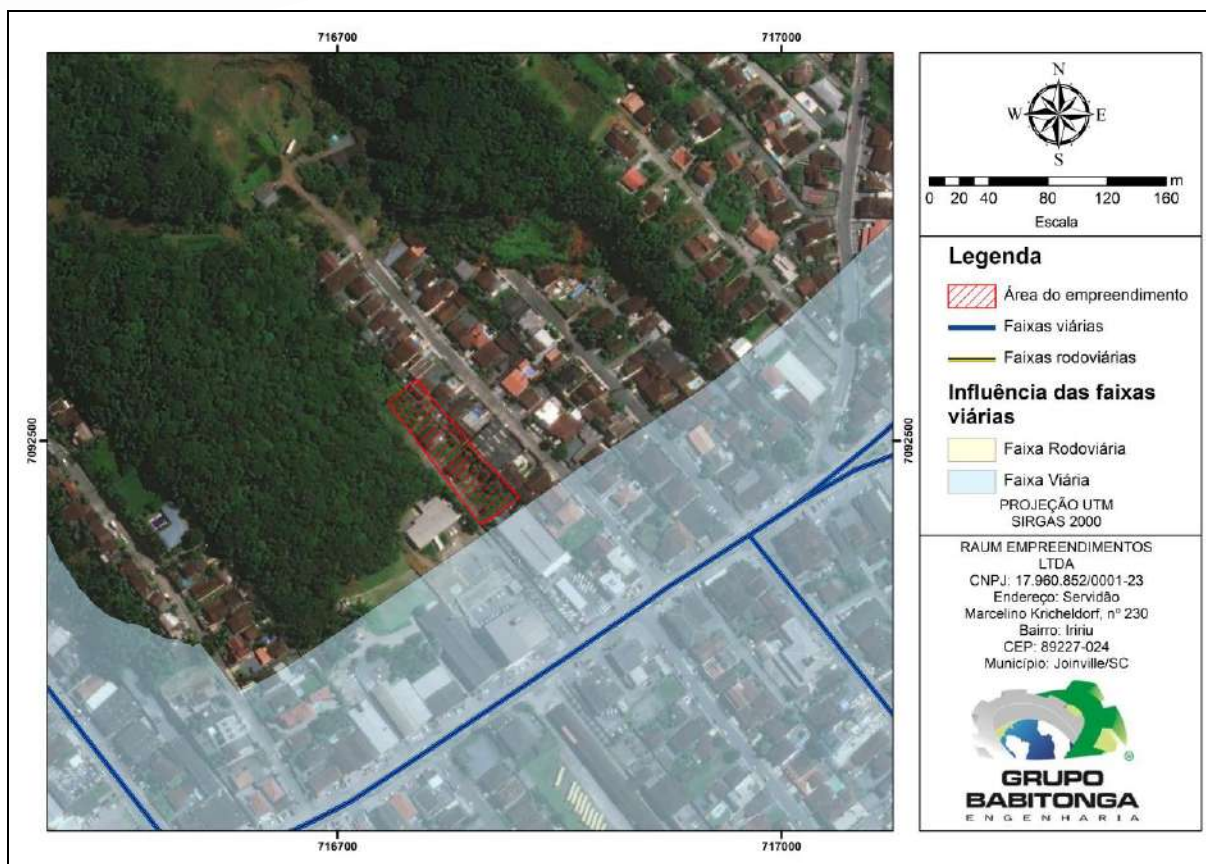 716700
717000
7092500
7092500
716700
717000
N
W
E
S
m
0 20 40 80 120 160
Escala
Legenda
Área do empreendimento
Faixas viárias
Faixas rodoviárias
Influência das faixas
viárias
Faixa Rodoviária
Faixa Viária
PROJEÇÃO UTM
SIRGAS 2000
RAUM EMPREENDIMENTOS
LTDA
CNPJ: 17.960.852/0001-23
Endereço: Servidão
Marcelino Kricheldorf, nº 230
Bairro: Iririu
CEP: 89227-024
Município: Joinville/SC
®
GRUPO
BABITONGA
ENGENHARIA